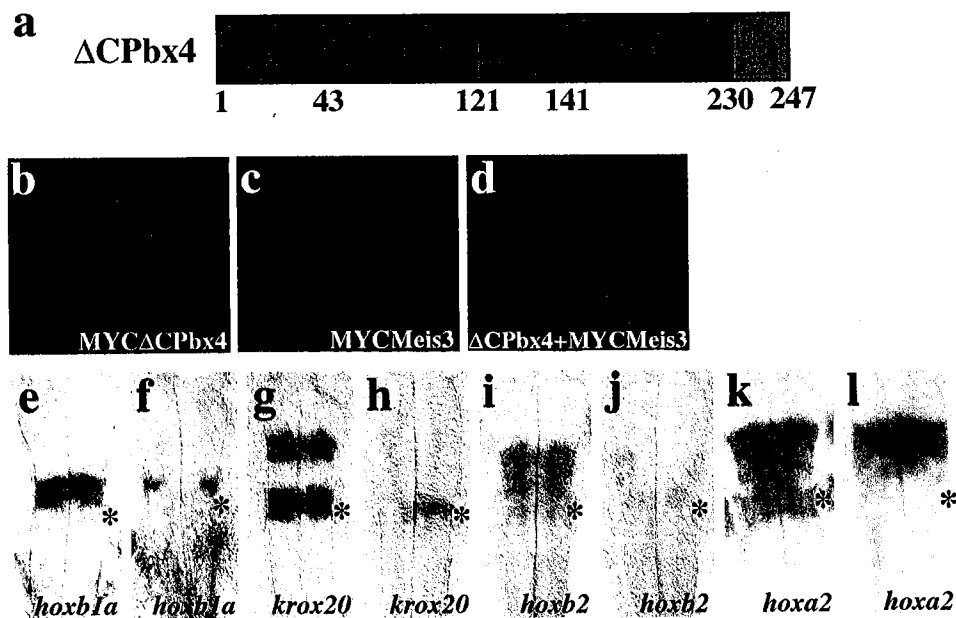 a
ΔCPbx4
1 43 121 141 230 247
b c d
MYCΔCPbx4 MYCMeis3 ΔCPbx4+MYCMeis3
e f g h i j k l
* * * * * * * *
hoxb1a hoxb1a krox20 krox20 hoxb2 hoxb2 hoxa2 hoxa2